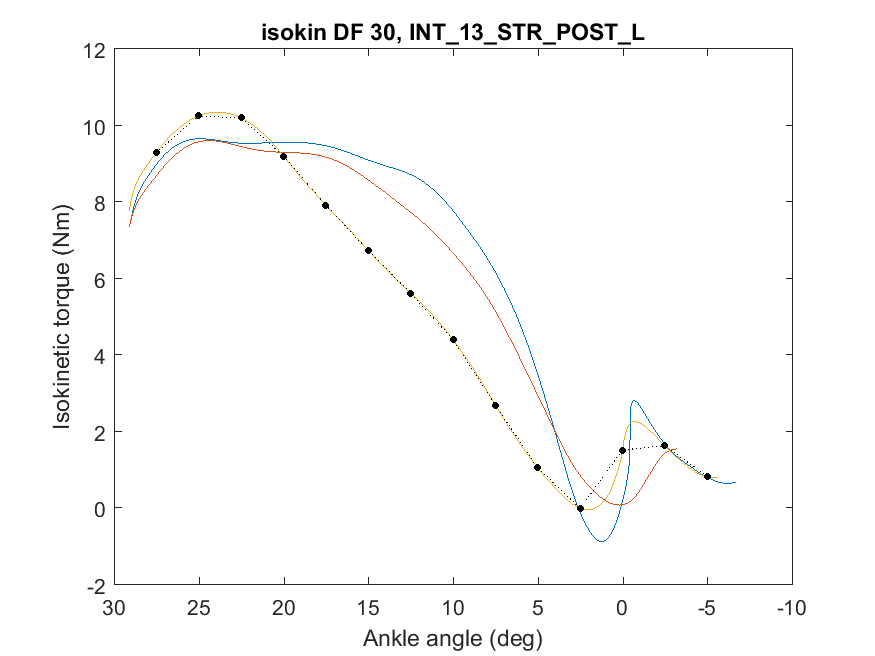 isokin DF 30, INT_13_STR_POST_L
Isokinetic torque (Nm)
12
10
8
6
4
2
0
-2
30 25 20 15 10 5 0 -5 -10
Ankle angle (deg)